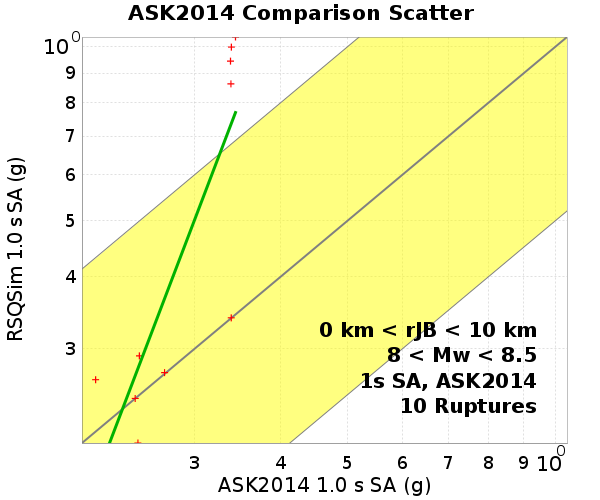 ASK2014 Comparison Scatter
10⁰
9
8
7
6
5
4
3
RSQSim 1.0 s SA (g)
0 km < rJB < 10 km
8 < Mw < 8.5
1s SA, ASK2014
10 Ruptures
3 4 5 6 7 8 9 10⁰
ASK2014 1.0 s SA (g)